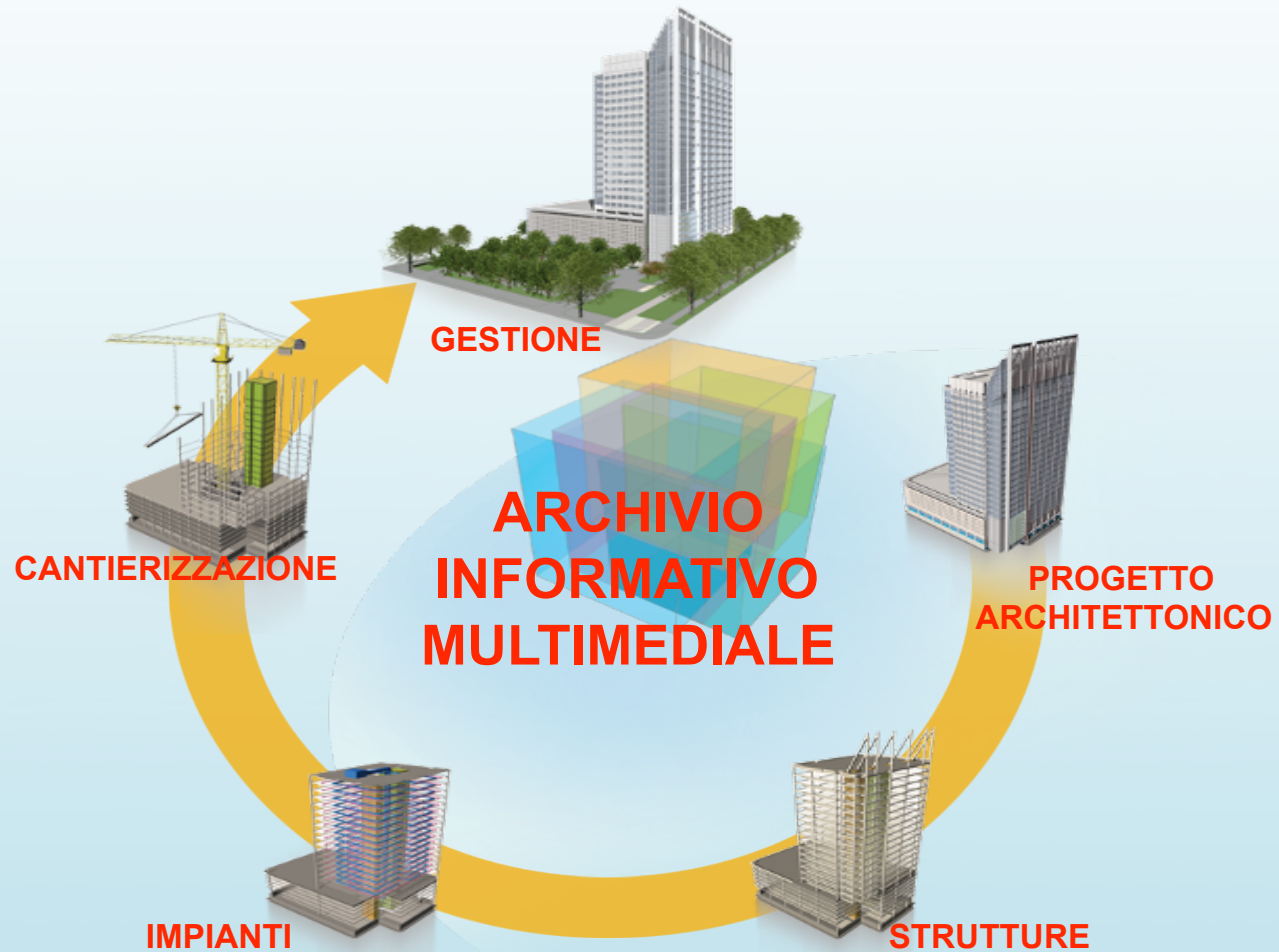 GESTIONE
CANTIERIZZAZIONE
ARCHIVIO
INFORMATIVO
MULTIMEDIALE
PROGETTO
ARCHITETTONICO
IMPIANTI
STRUTTURE